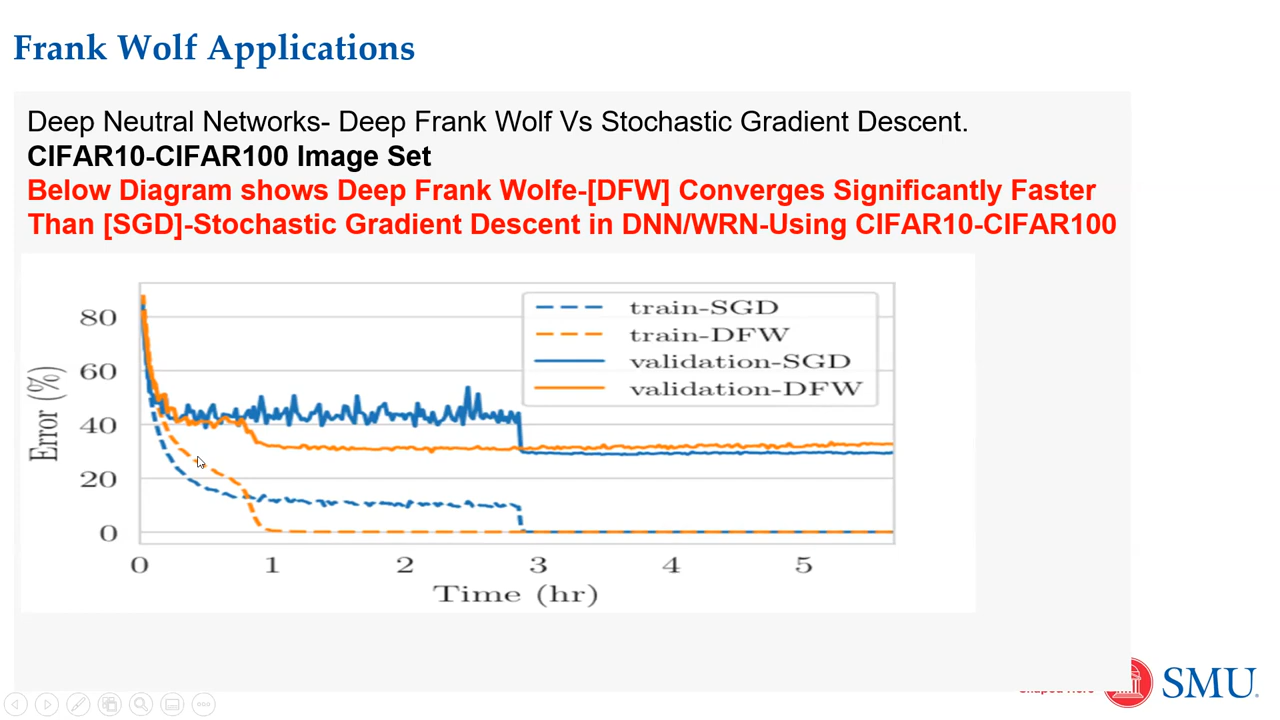 Frank Wolf Applications
Deep Neutral Networks- Deep Frank Wolf Vs Stochastic Gradient Descent.
CIFAR10-CIFAR100 Image Set
Below Diagram shows Deep Frank Wolfe-[DFW] Converges Significantly Faster
Than [SGD]-Stochastic Gradient Descent in DNN/WRN-Using CIFAR10-CIFAR100
train-SGD
train-DFW
validation-SGD
validation-DFW
80
60
40
20
0
Error (%)
0 1 2 3 4 5
Time (hr)
SMU.